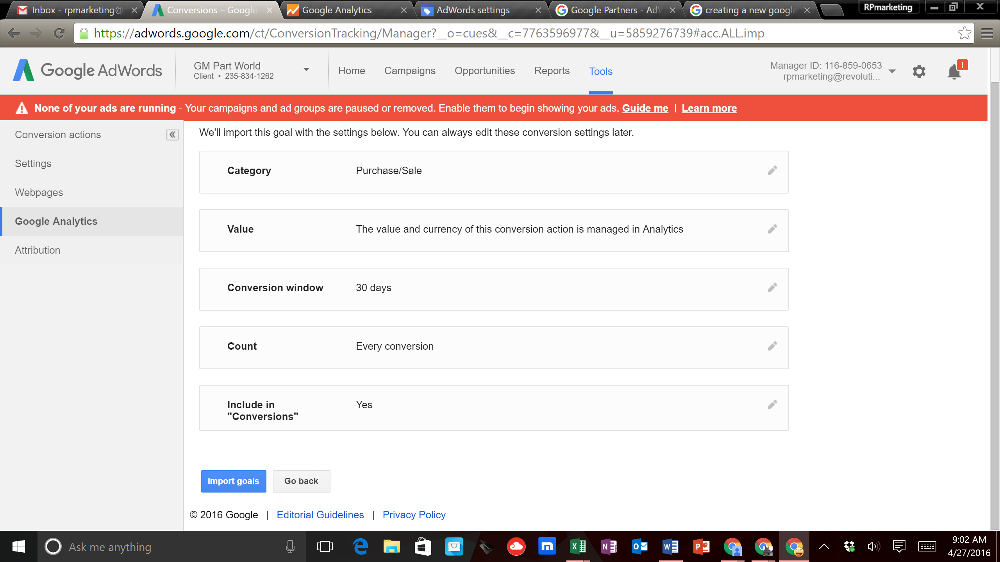 Inbox - rpmarketing@
Conversions – Google
Google Analytics
AdWords settings
Google Partners - AdW
creating a new google
RPmarketing
https://adwords.google.com/ct/ConversionTracking/Manager?__o=cues&__c=7763596977&__u=5859276739#acc.ALL.imp
Google AdWords
GM Part World
Client • 235-834-1262
Home
Campaigns
Opportunities
Reports
Tools
Manager ID: 116-859-0653
rpmarketing@revoluti...
!
None of your ads are running - Your campaigns and ad groups are paused or removed. Enable them to begin showing your ads. Guide me | Learn more
Conversion actions
Settings
Webpages
Google Analytics
Attribution
We'll import this goal with the settings below. You can always edit these conversion settings later.
Category Purchase/Sale
Value The value and currency of this conversion action is managed in Analytics
Conversion window 30 days
Count Every conversion
Include in "Conversions" Yes
Import goals
Go back
© 2016 Google | Editorial Guidelines | Privacy Policy
Ask me anything
9:02 AM
4/27/2016